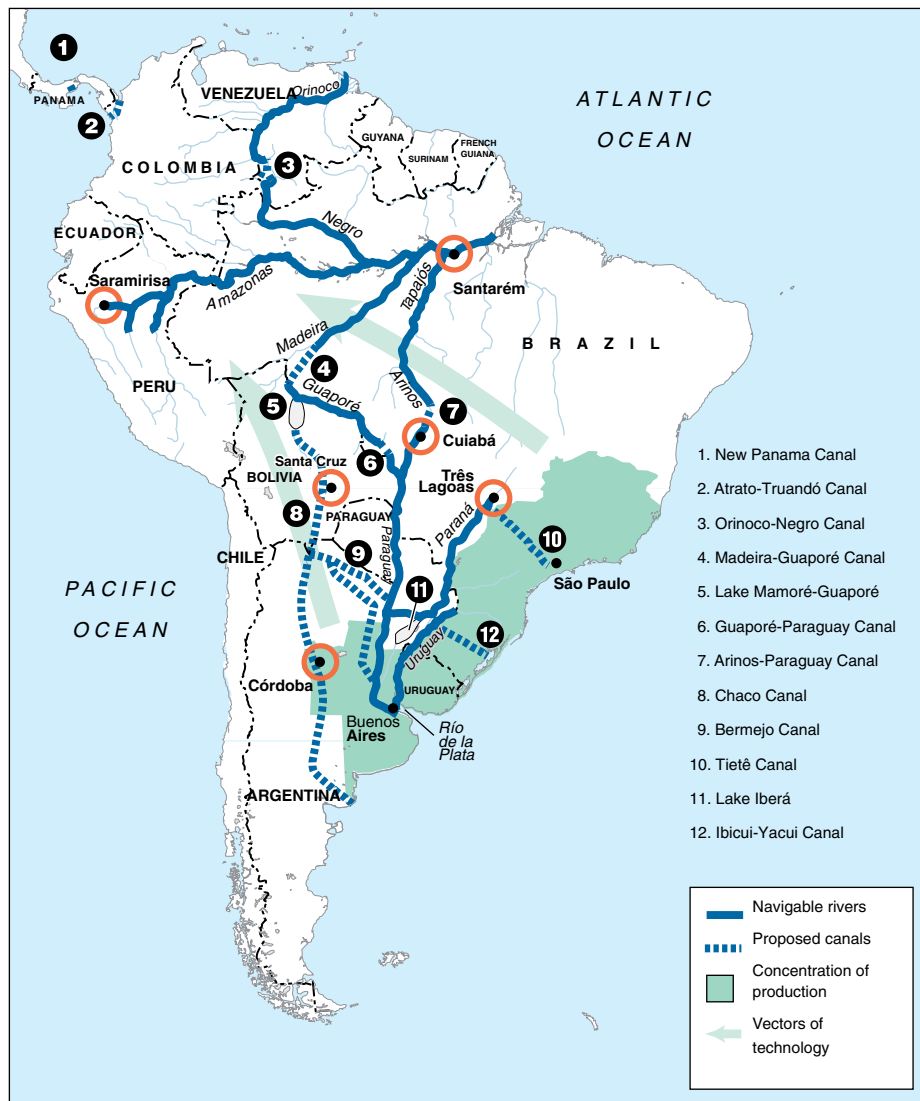 1
PANAMA
2
VENEZUELA
Orinoco
ATLANTIC
OCEAN
GUYANA
SURINAM
FRENCH
GUIANA
COLOMBIA
3
ECUADOR
Negro
Saramirisa
Amazonas
Tapajós
Santarém
Madeira
BRAZIL
4
PERU
Guaporé
Arinos
5
7
Cuiabá
6
Santa Cruz
BOLIVIA
Três
Lagoas
8
PARAGUAY
Paraná
10
CHILE
9
Paraguay
São Paulo
11
PACIFIC
OCEAN
12
Uruguay
Córdoba
URUGUAY
Buenos
Aires
Río
de la
Plata
ARGENTINA
1. New Panama Canal
2. Atrato-Truandó Canal
3. Orinoco-Negro Canal
4. Madeira-Guaporé Canal
5. Lake Mamoré-Guaporé
6. Guaporé-Paraguay Canal
7. Arinos-Paraguay Canal
8. Chaco Canal
9. Bermejo Canal
10. Tietê Canal
11. Lake Iberá
12. Ibicui-Yacui Canal
Navigable rivers
Proposed canals
Concentration of
production
Vectors of
technology